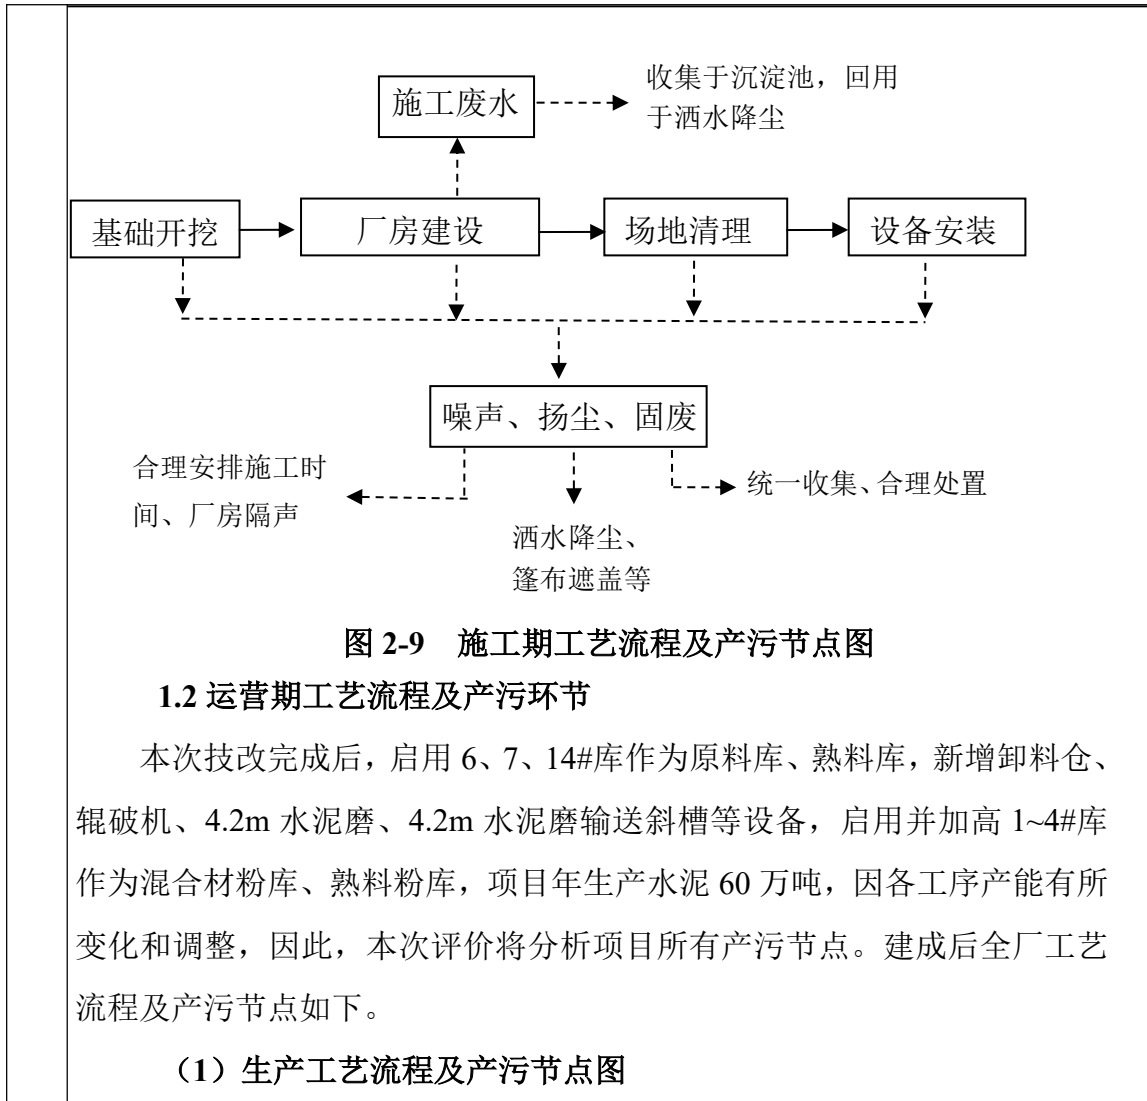 收集于沉淀池，回用
于洒水降尘
施工废水
基础开挖
厂房建设
场地清理
设备安装
噪声、扬尘、固废
合理安排施工时
间、厂房隔声
统一收集、合理处置
洒水降尘、
篷布遮盖等
图 2-9 施工期工艺流程及产污节点图
1.2 运营期工艺流程及产污环节
本次技改完成后，启用 6、7、14#库作为原料库、熟料库，新增卸料仓、
辊破机、4.2m 水泥磨、4.2m 水泥磨输送斜槽等设备，启用并加高 1~4#库
作为混合材粉库、熟料粉库，项目年生产水泥 60 万吨，因各工序产能有所
变化和调整，因此，本次评价将分析项目所有产污节点。建成后全厂工艺
流程及产污节点如下。
（1）生产工艺流程及产污节点图